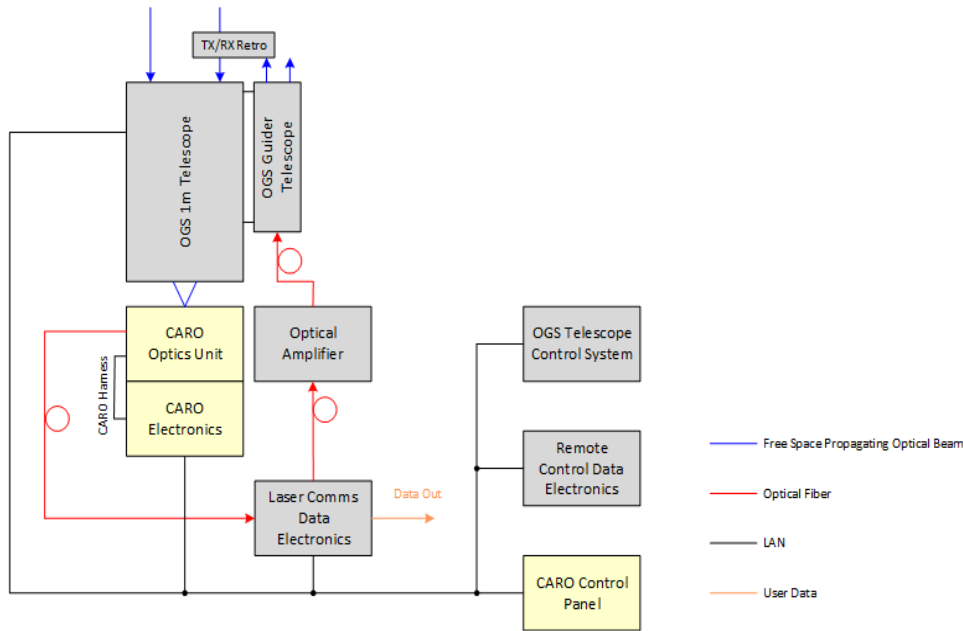 TX/RX Retro
OGS 1m Telescope
OGS Guider
Telescope
CARO
Optics Unit
Optical
Amplifier
OGS Telescope
Control System
CARO Harness
CARO
Electronics
Remote
Control Data
Electronics
Free Space Propagating Optical Beam
Laser Comms
Data
Electronics
Data Out
Optical Fiber
LAN
CARO Control
Panel
User Data